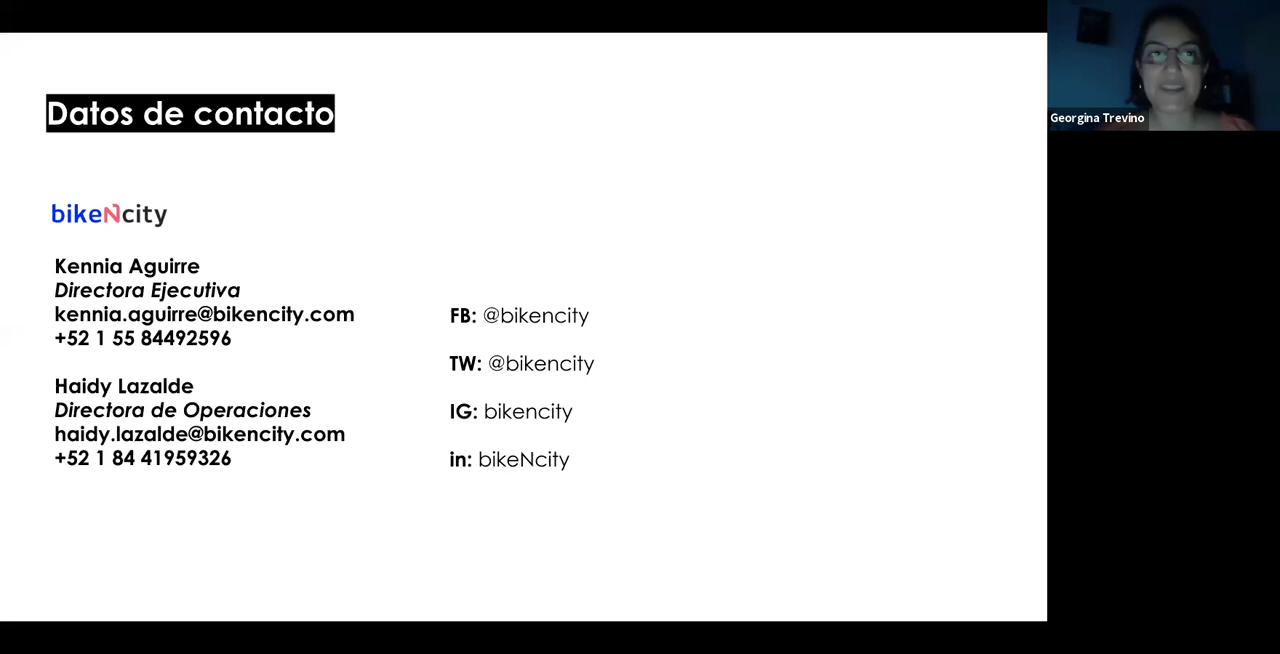 Datos de contacto
bikeNcity
Kennia Aguirre
Directora Ejecutiva
kennia.aguirre@bikencity.com
+52 1 55 84492596
Haidy Lazalde
Directora de Operaciones
haidy.lazalde@bikencity.com
+52 1 84 41959326
FB: @bikencity
TW: @bikencity
IG: bikencity
in: bikeNcity
Georgina Trevino